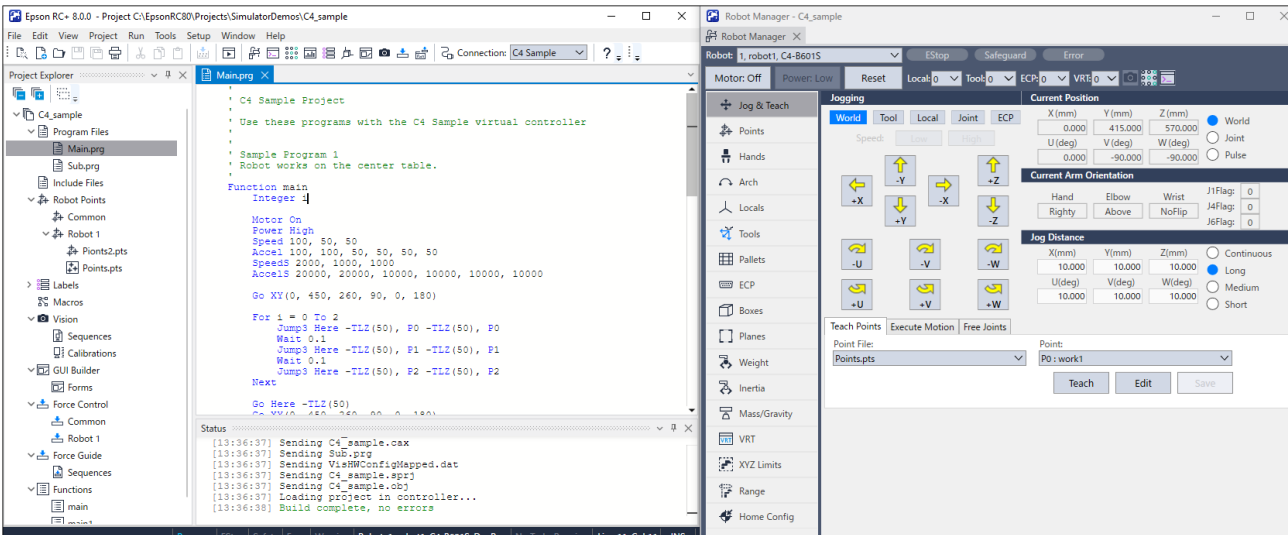 Epson RC+ 8.0.0 - Project C:\EpsonRC80\Projects\SimulatorDemos\C4_sample
File Edit View Project Run Tools Setup Window Help
Connection: C4 Sample
Project Explorer
C4_sample
Program Files
Main.prg
Sub.prg
Include Files
Robot Points
Common
Robot 1
Pionts2.pts
Points.pts
Labels
Macros
Vision
Sequences
Calibrations
GUI Builder
Forms
Force Control
Common
Robot 1
Force Guide
Sequences
Functions
main
main1
Main.prg
'
' C4 Sample Project
'
' Use these programs with the C4 Sample virtual controller
'
'
' Sample Program 1
' Robot works on the center table.
'
Function main
Integer i
Motor On
Power High
Speed 100, 50, 50
Accel 100, 100, 50, 50, 50, 50
SpeedS 2000, 1000, 1000
AccelS 20000, 20000, 10000, 10000, 10000, 10000
Go XY(0, 450, 260, 90, 0, 180)
For i = 0 To 2
Jump3 Here -TLZ(50), P0 -TLZ(50), P0
Wait 0.1
Jump3 Here -TLZ(50), P1 -TLZ(50), P1
Wait 0.1
Jump3 Here -TLZ(50), P2 -TLZ(50), P2
Next
Go Here -TLZ(50)
Go XY(0, 450, 260, 90, 0, 180)
Status
[13:36:37] Sending C4_sample.cax
[13:36:37] Sending Sub.prg
[13:36:37] Sending VisHWConfigMapped.dat
[13:36:37] Sending C4_sample.sprj
[13:36:37] Sending C4_sample.obj
[13:36:37] Loading project in controller...
[13:36:38] Build complete, no errors
Robot Manager - C4_sample
Robot Manager
Robot: 1, robot1, C4-B601S EStop Safeguard Error
Motor: Off Power: Low Reset Local: 0 Tool: 0 ECP: 0 VRT: 0
Jog & Teach
Points
Hands
Arch
Locals
Tools
Pallets
ECP
Boxes
Planes
Weight
Inertia
Mass/Gravity
VRT
XYZ Limits
Range
Home Config
Jogging
World Tool Local Joint ECP
Speed: Low High
-Y +Z
+X -X
+Y -Z
-U -V -W
+U +V +W
Current Position
X (mm) Y (mm) Z (mm)
0.000 415.000 570.000
U (deg) V (deg) W (deg)
0.000 -90.000 -90.000
World
Joint
Pulse
Current Arm Orientation
Hand Elbow Wrist
Righty Above NoFlip
J1Flag: 0
J4Flag: 0
J6Flag: 0
Jog Distance
X(mm) Y(mm) Z(mm)
10.000 10.000 10.000
U(deg) V(deg) W(deg)
10.000 10.000 10.000
Continuous
Long
Medium
Short
Teach Points Execute Motion Free Joints
Point File: Point:
Points.pts P0 : work1
Teach Edit Save